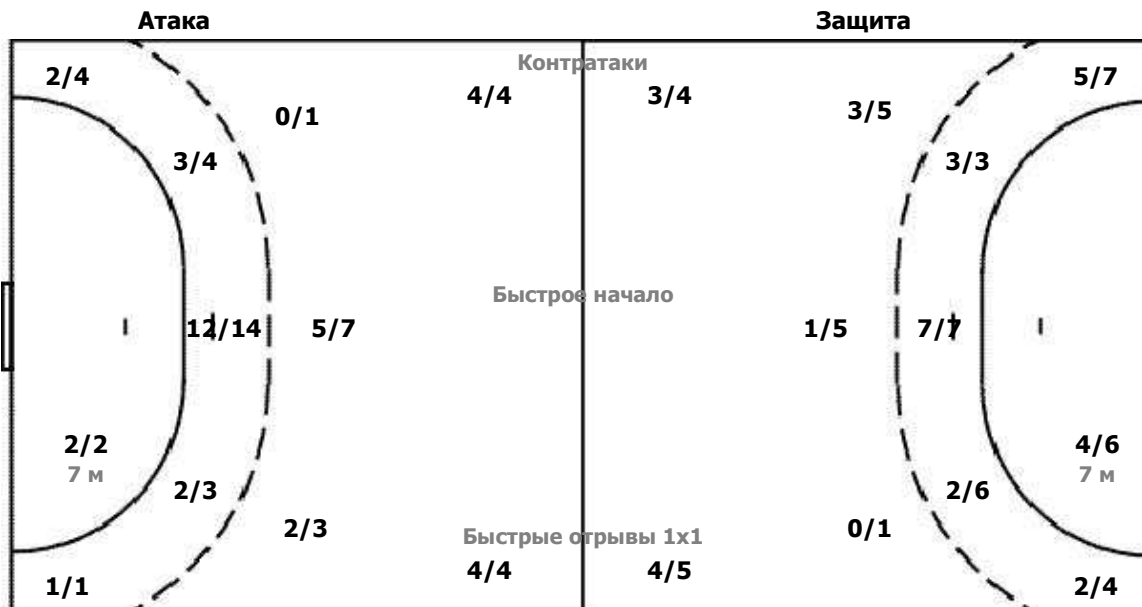 Атака Защита
Контратаки
2/4 5/7
4/4 3/4
0/1 3/5
3/4 3/3
Быстрое начало
12/14 5/7 1/5 7/7
2/2 4/6
7 м 7 м
2/3 2/6
2/3 0/1
Быстрые отрывы 1x1
4/4 4/5
1/1 2/4